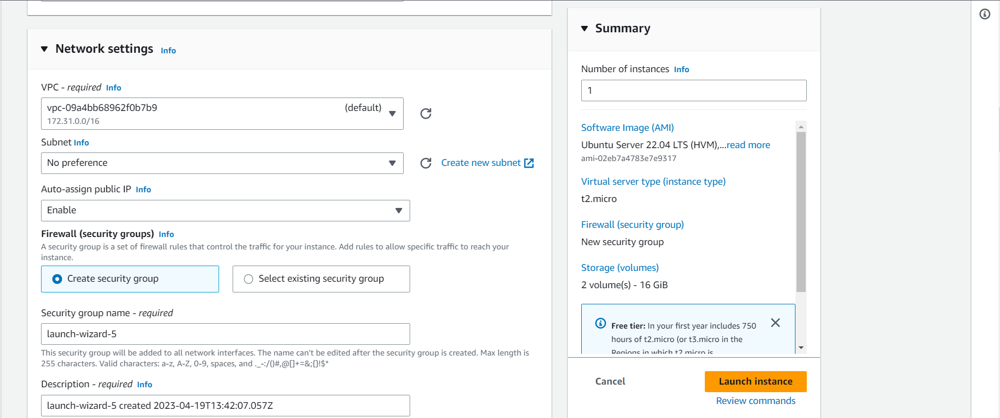 Network settings Info
VPC - required Info
vpc-09a4bb68962f0b7b9 (default)
172.31.0.0/16
Subnet Info
No preference
Create new subnet
Auto-assign public IP Info
Enable
Firewall (security groups) Info
A security group is a set of firewall rules that control the traffic for your instance. Add rules to allow specific traffic to reach your
instance.
Create security group
Select existing security group
Security group name - required
launch-wizard-5
This security group will be added to all network interfaces. The name can't be edited after the security group is created. Max length is
255 characters. Valid characters: a-z, A-Z, 0-9, spaces, and ._-:/()#,@[]+=&;{}!$*
Description - required Info
launch-wizard-5 created 2023-04-19T13:42:07.057Z
Summary
Number of instances Info
1
Software Image (AMI)
Ubuntu Server 22.04 LTS (HVM),...read more
ami-02eb7a4783e7e9317
Virtual server type (instance type)
t2.micro
Firewall (security group)
New security group
Storage (volumes)
2 volume(s) - 16 GiB
Free tier: In your first year includes 750
hours of t2.micro (or t3.micro in the
Regions in which t2.micro is
Cancel
Launch instance
Review commands